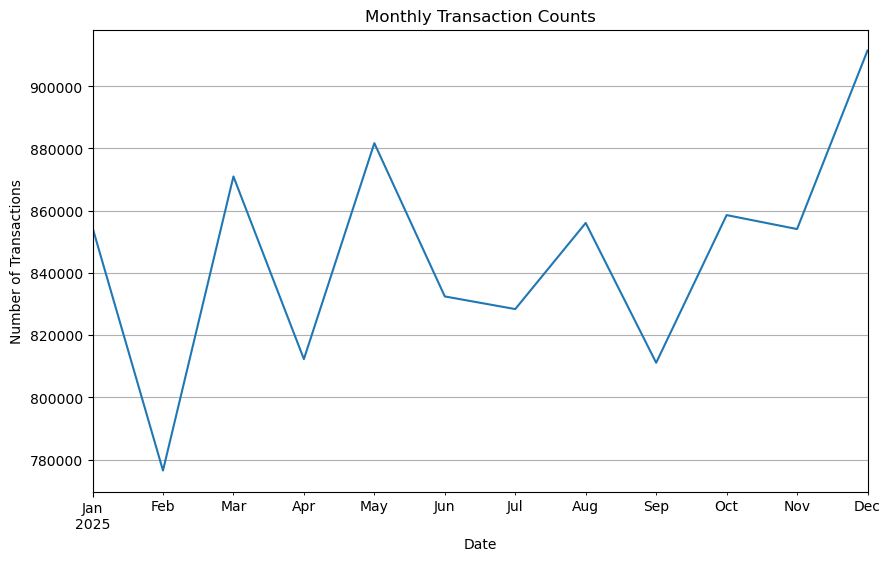 Monthly Transaction Counts
Number of Transactions
900000
880000
860000
840000
820000
800000
780000
Jan Feb Mar Apr May Jun Jul Aug Sep Oct Nov Dec
2025
Date